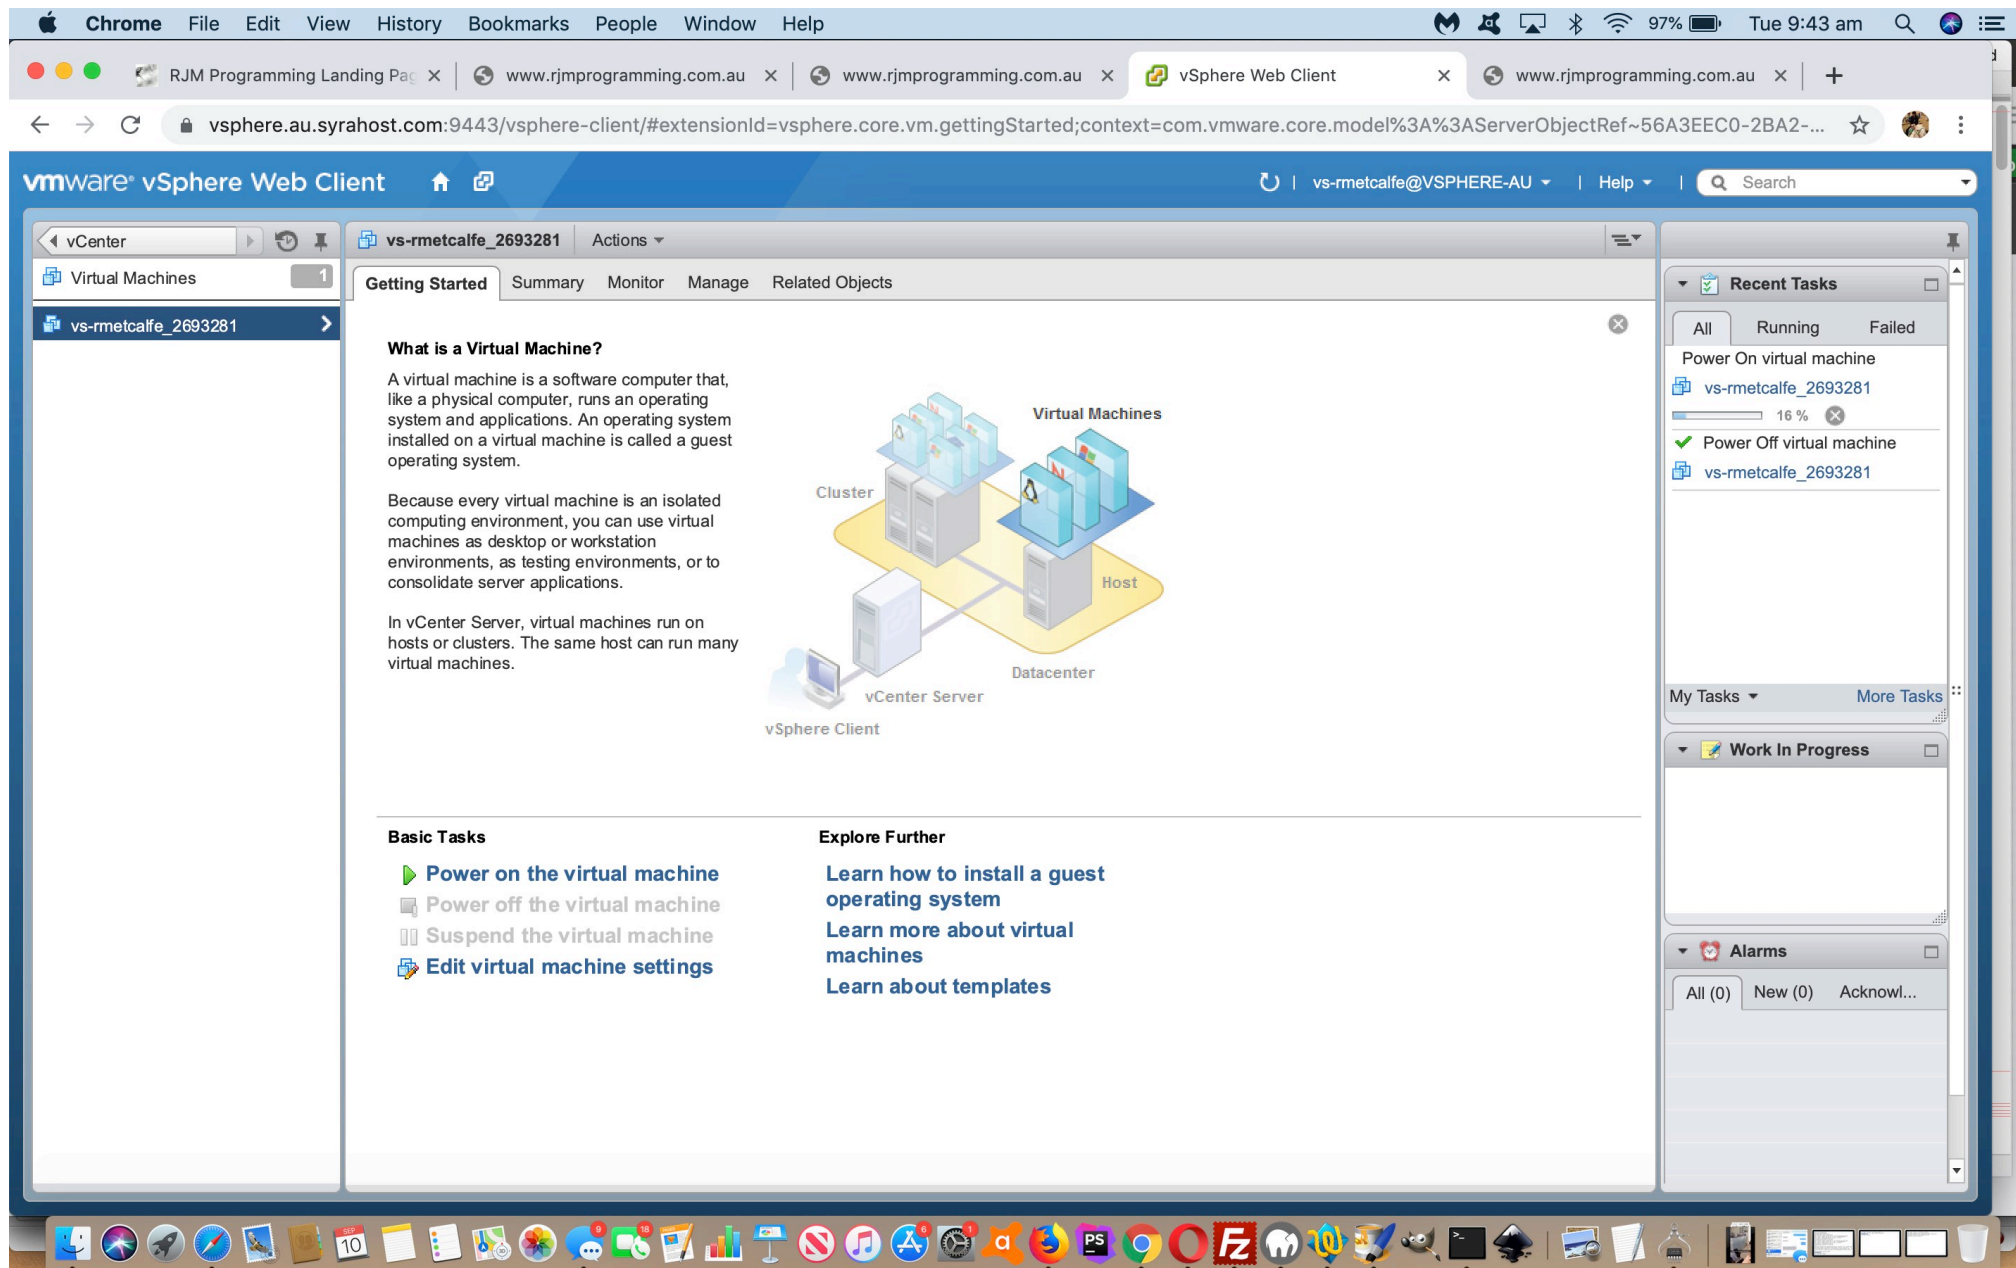 Chrome File Edit View History Bookmarks People Window Help 97% Tue 9:43 am
RJM Programming Landing Pag www.rjmprogramming.com.au www.rjmprogramming.com.au vSphere Web Client www.rjmprogramming.com.au
vsphere.au.syrahost.com:9443/vsphere-client/#extensionId=vsphere.core.vm.gettingStarted;context=com.vmware.core.model%3A%3AServerObjectRef~56A3EEC0-2BA2-...
vmware vSphere Web Client vs-rmetcalfe@VSPHERE-AU | Help | Search
vCenter
Virtual Machines 1
vs-rmetcalfe_2693281
vs-rmetcalfe_2693281 Actions
Getting Started Summary Monitor Manage Related Objects
What is a Virtual Machine?
A virtual machine is a software computer that,
like a physical computer, runs an operating
system and applications. An operating system
installed on a virtual machine is called a guest
operating system.
Because every virtual machine is an isolated
computing environment, you can use virtual
machines as desktop or workstation
environments, as testing environments, or to
consolidate server applications.
In vCenter Server, virtual machines run on
hosts or clusters. The same host can run many
virtual machines.
Virtual Machines
Cluster
Host
Datacenter
vCenter Server
vSphere Client
Basic Tasks
Power on the virtual machine
Power off the virtual machine
Suspend the virtual machine
Edit virtual machine settings
Explore Further
Learn how to install a guest
operating system
Learn more about virtual
machines
Learn about templates
Recent Tasks
All Running Failed
Power On virtual machine
vs-rmetcalfe_2693281
16 %
Power Off virtual machine
vs-rmetcalfe_2693281
My Tasks More Tasks
Work In Progress
Alarms
All (0) New (0) Acknowl...
SEP
10
9
18
6
1
PS